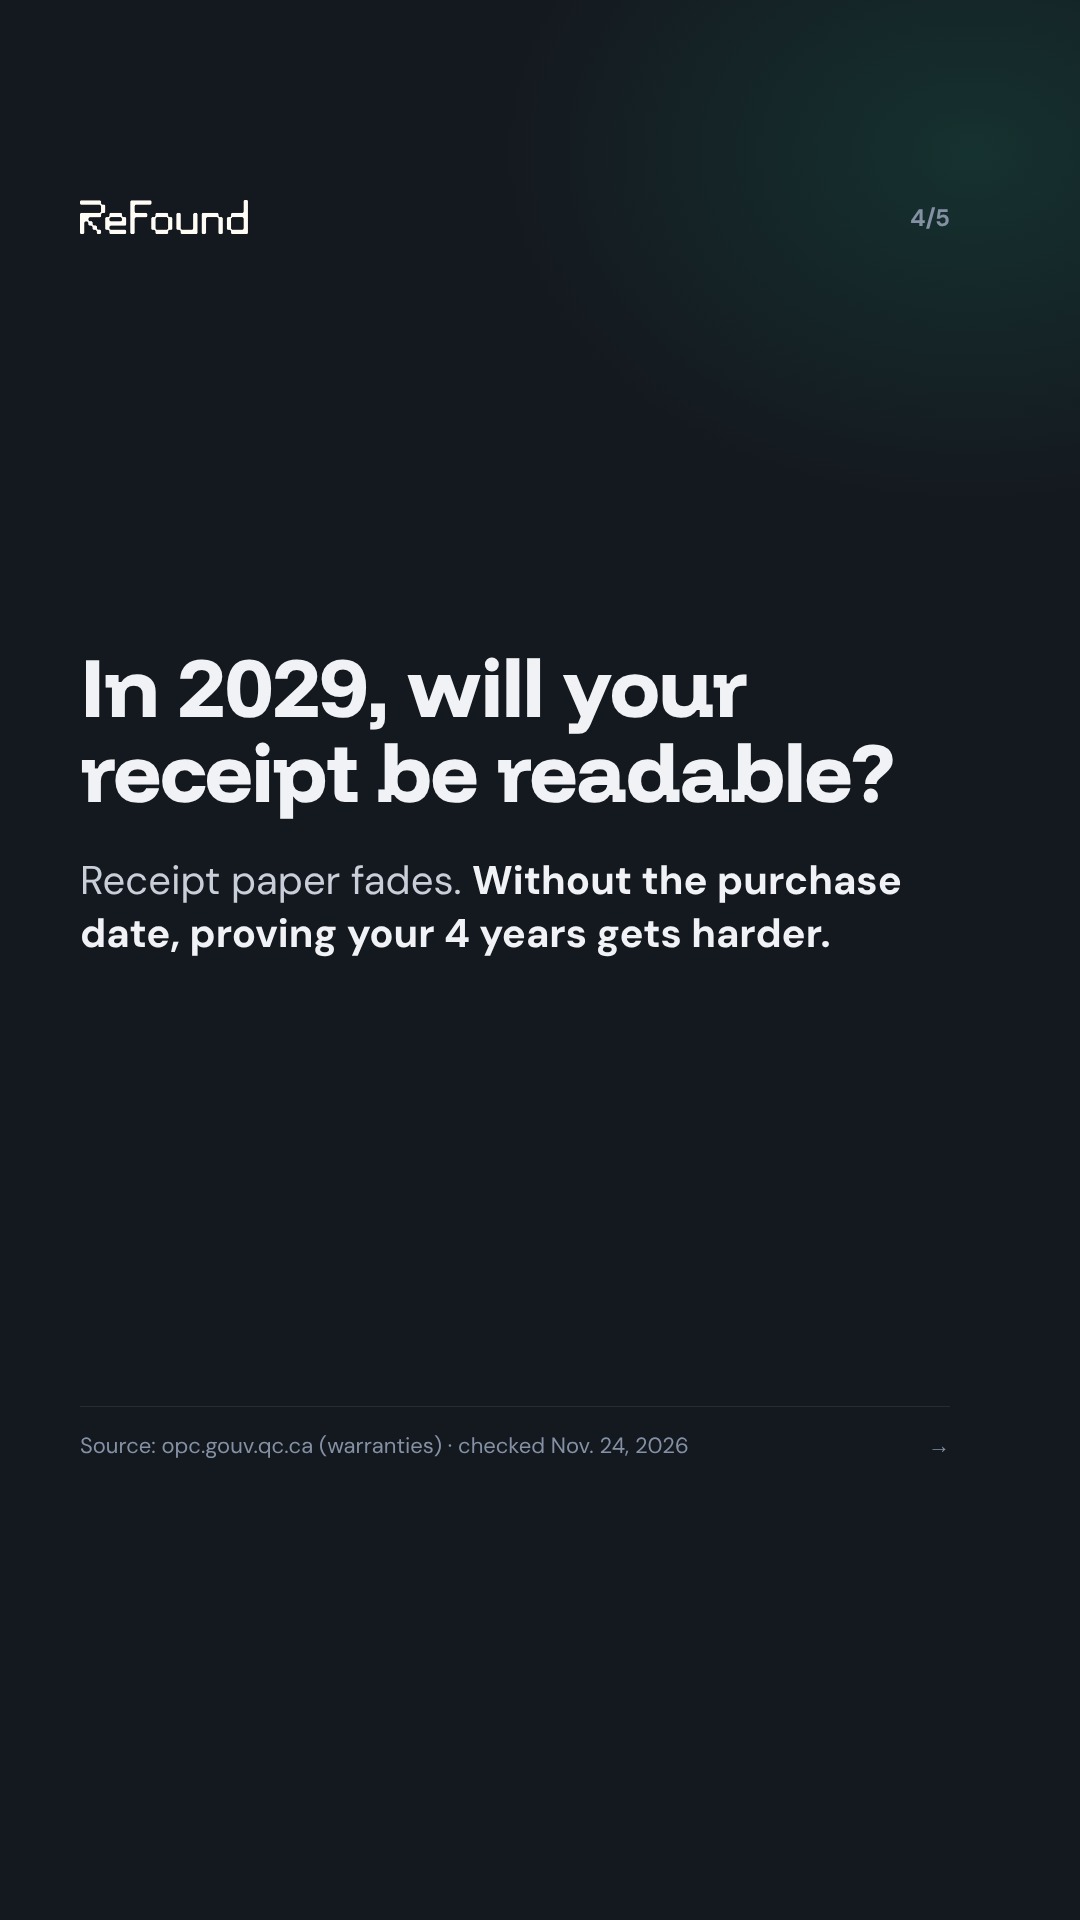 ReFound
4/5
In 2029, will your
receipt be readable?
Receipt paper fades. Without the purchase
date, proving your 4 years gets harder.
Source: opc.gouv.qc.ca (warranties) · checked Nov. 24, 2026 →